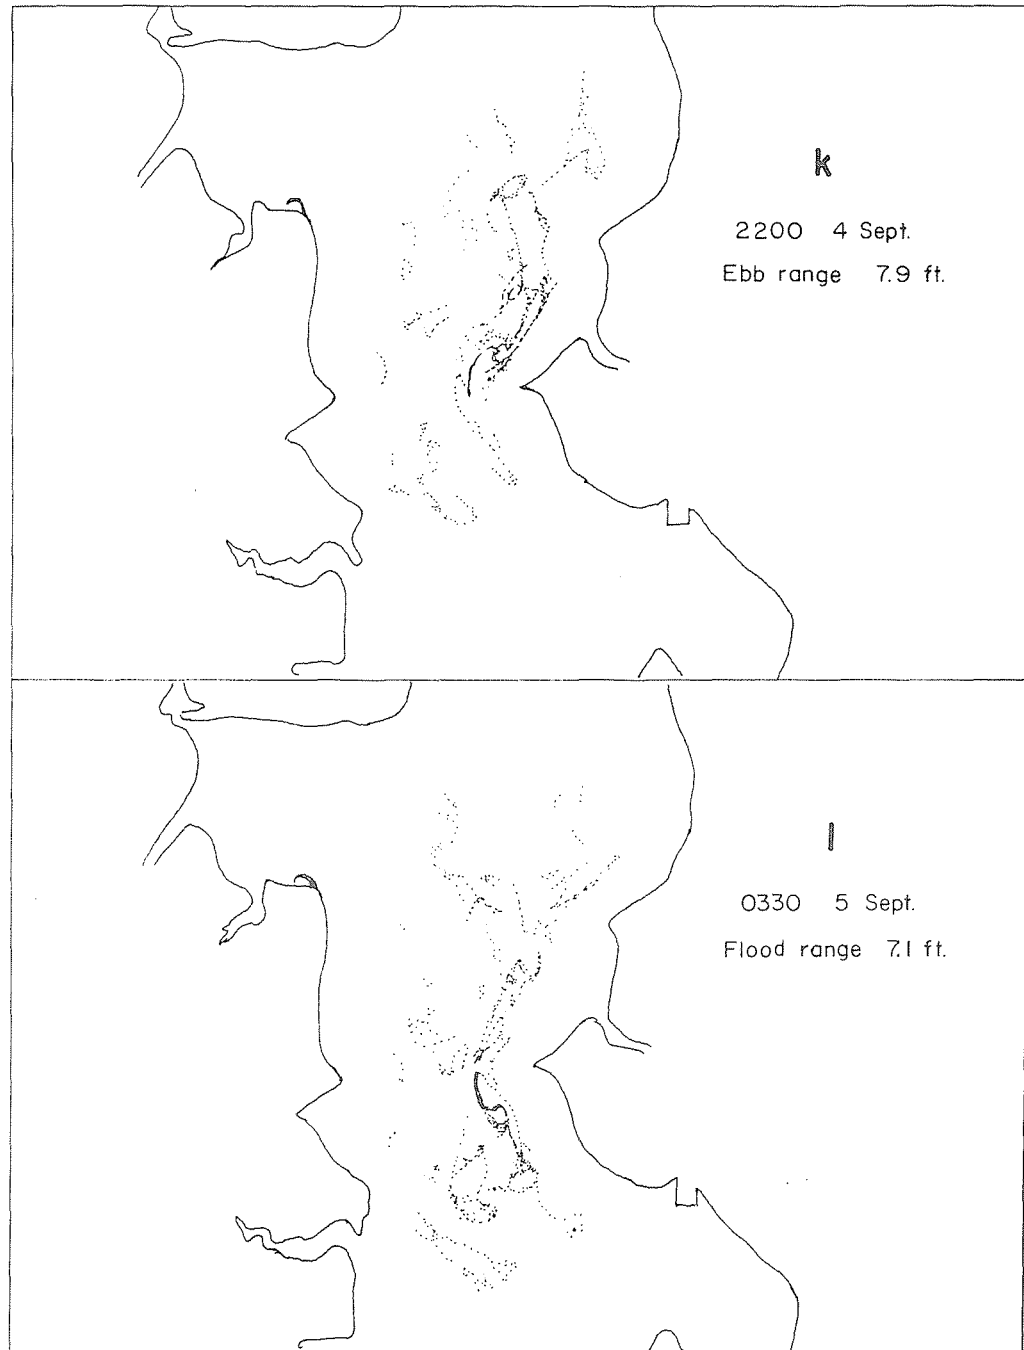 k
2200 4 Sept.
Ebb range 7.9 ft.
l
0330 5 Sept.
Flood range 7.1 ft.